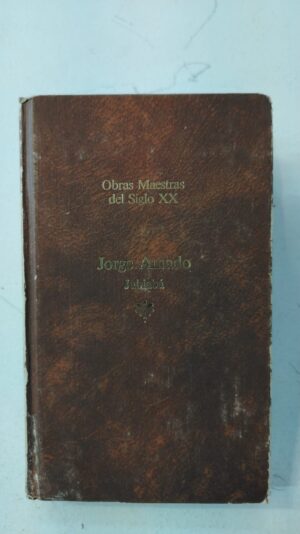 Obras Maestras
del Siglo XX
Jorge Amado
Jubiabá